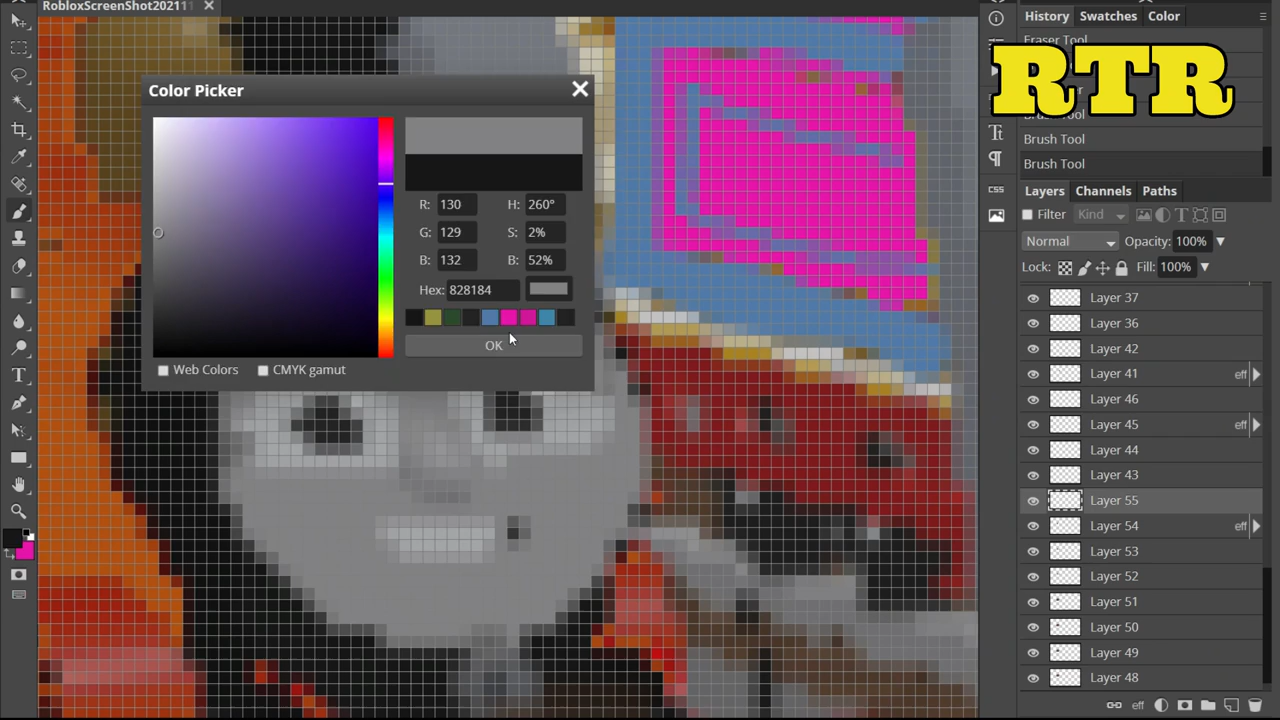 RobloxScreenShot20211
History Swatches Color
Eraser Tool
RTR
Brush Tool
Brush Tool
Brush Tool
Color Picker
R: 130 H: 260°
G: 129 S: 2%
B: 132 B: 52%
Hex: 828184
OK
Web Colors CMYK gamut
css
Layers Channels Paths
Filter Kind
Normal Opacity: 100%
Lock: Fill: 100%
Layer 37
Layer 36
Layer 42
Layer 41 eff
Layer 46
Layer 45 eff
Layer 44
Layer 43
Layer 55
Layer 54 eff
Layer 53
Layer 52
Layer 51
Layer 50
Layer 49
Layer 48
eff